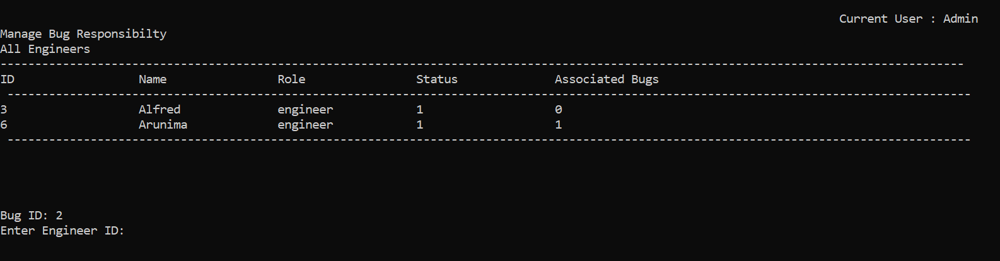 Current User : Admin
Manage Bug Responsibilty
All Engineers
-------------------------------------------------------------------------------------------------------------------------------------------
ID Name Role Status Associated Bugs
-------------------------------------------------------------------------------------------------------------------------------------------
3 Alfred engineer 1 0
6 Arunima engineer 1 1
-------------------------------------------------------------------------------------------------------------------------------------------
Bug ID: 2
Enter Engineer ID: